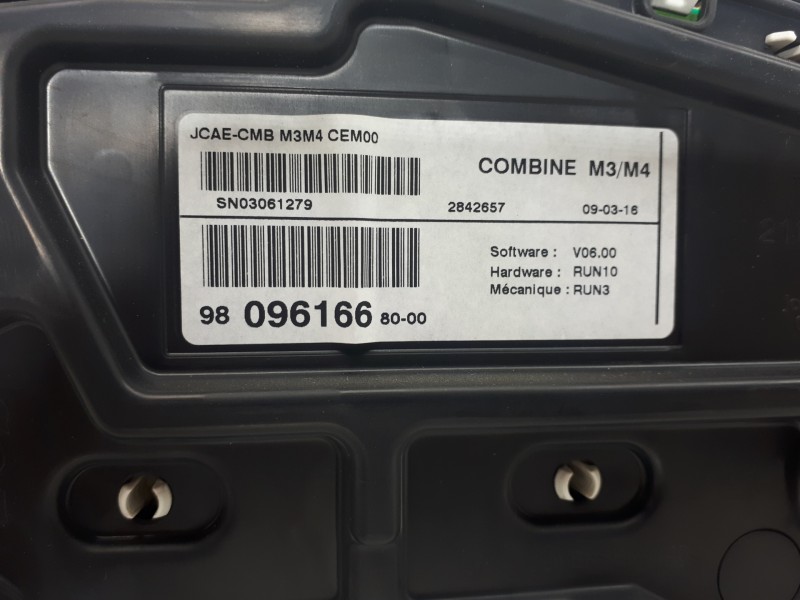 JCAE-CMB M3M4 CEM00
COMBINE M3/M4
SN03061279
2842657
09-03-16
Software : V06.00
Hardware : RUN10
Mécanique : RUN3
98 096166 80-00